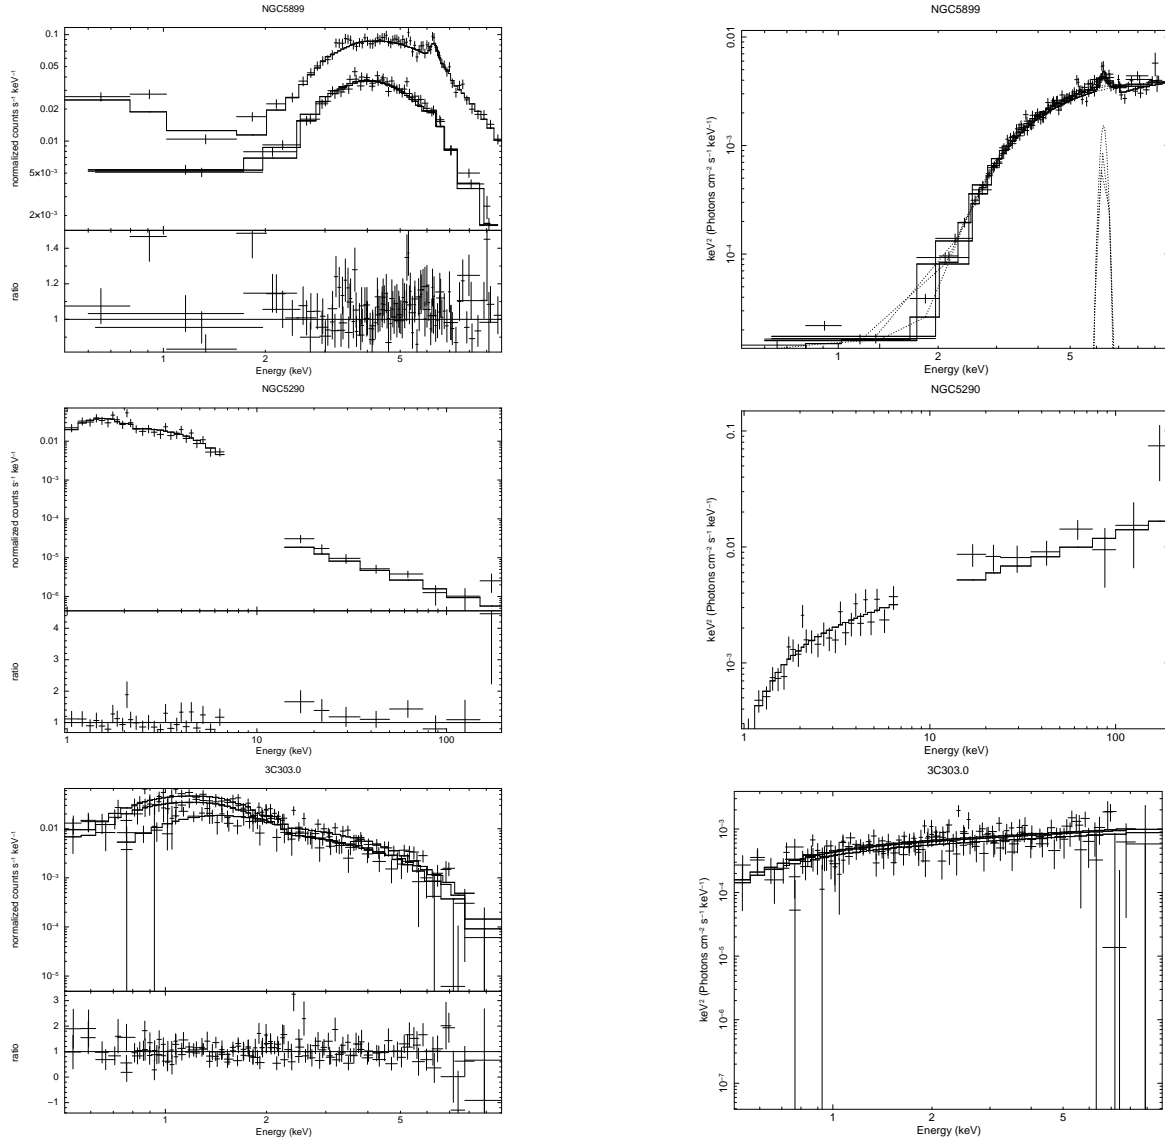 NGC5899
normalized counts s⁻¹ keV⁻¹
0.1
0.05
0.02
0.01
5×10⁻³
2×10⁻³
ratio
1.4
1.2
1
1 2 5
Energy (keV)
NGC5899
keV² (Photons cm⁻² s⁻¹ keV⁻¹)
0.01
10⁻³
10⁻⁴
1 2 5
Energy (keV)
NGC5290
normalized counts s⁻¹ keV⁻¹
0.01
10⁻³
10⁻⁴
10⁻⁵
10⁻⁶
ratio
4
3
2
1
1 10 100
Energy (keV)
NGC5290
keV² (Photons cm⁻² s⁻¹ keV⁻¹)
0.1
0.01
10⁻³
1 10 100
Energy (keV)
3C303.0
normalized counts s⁻¹ keV⁻¹
0.01
10⁻³
10⁻⁴
10⁻⁵
ratio
3
2
1
0
−1
1 2 5
Energy (keV)
3C303.0
keV² (Photons cm⁻² s⁻¹ keV⁻¹)
10⁻³
10⁻⁴
10⁻⁵
10⁻⁶
10⁻⁷
1 2 5
Energy (keV)